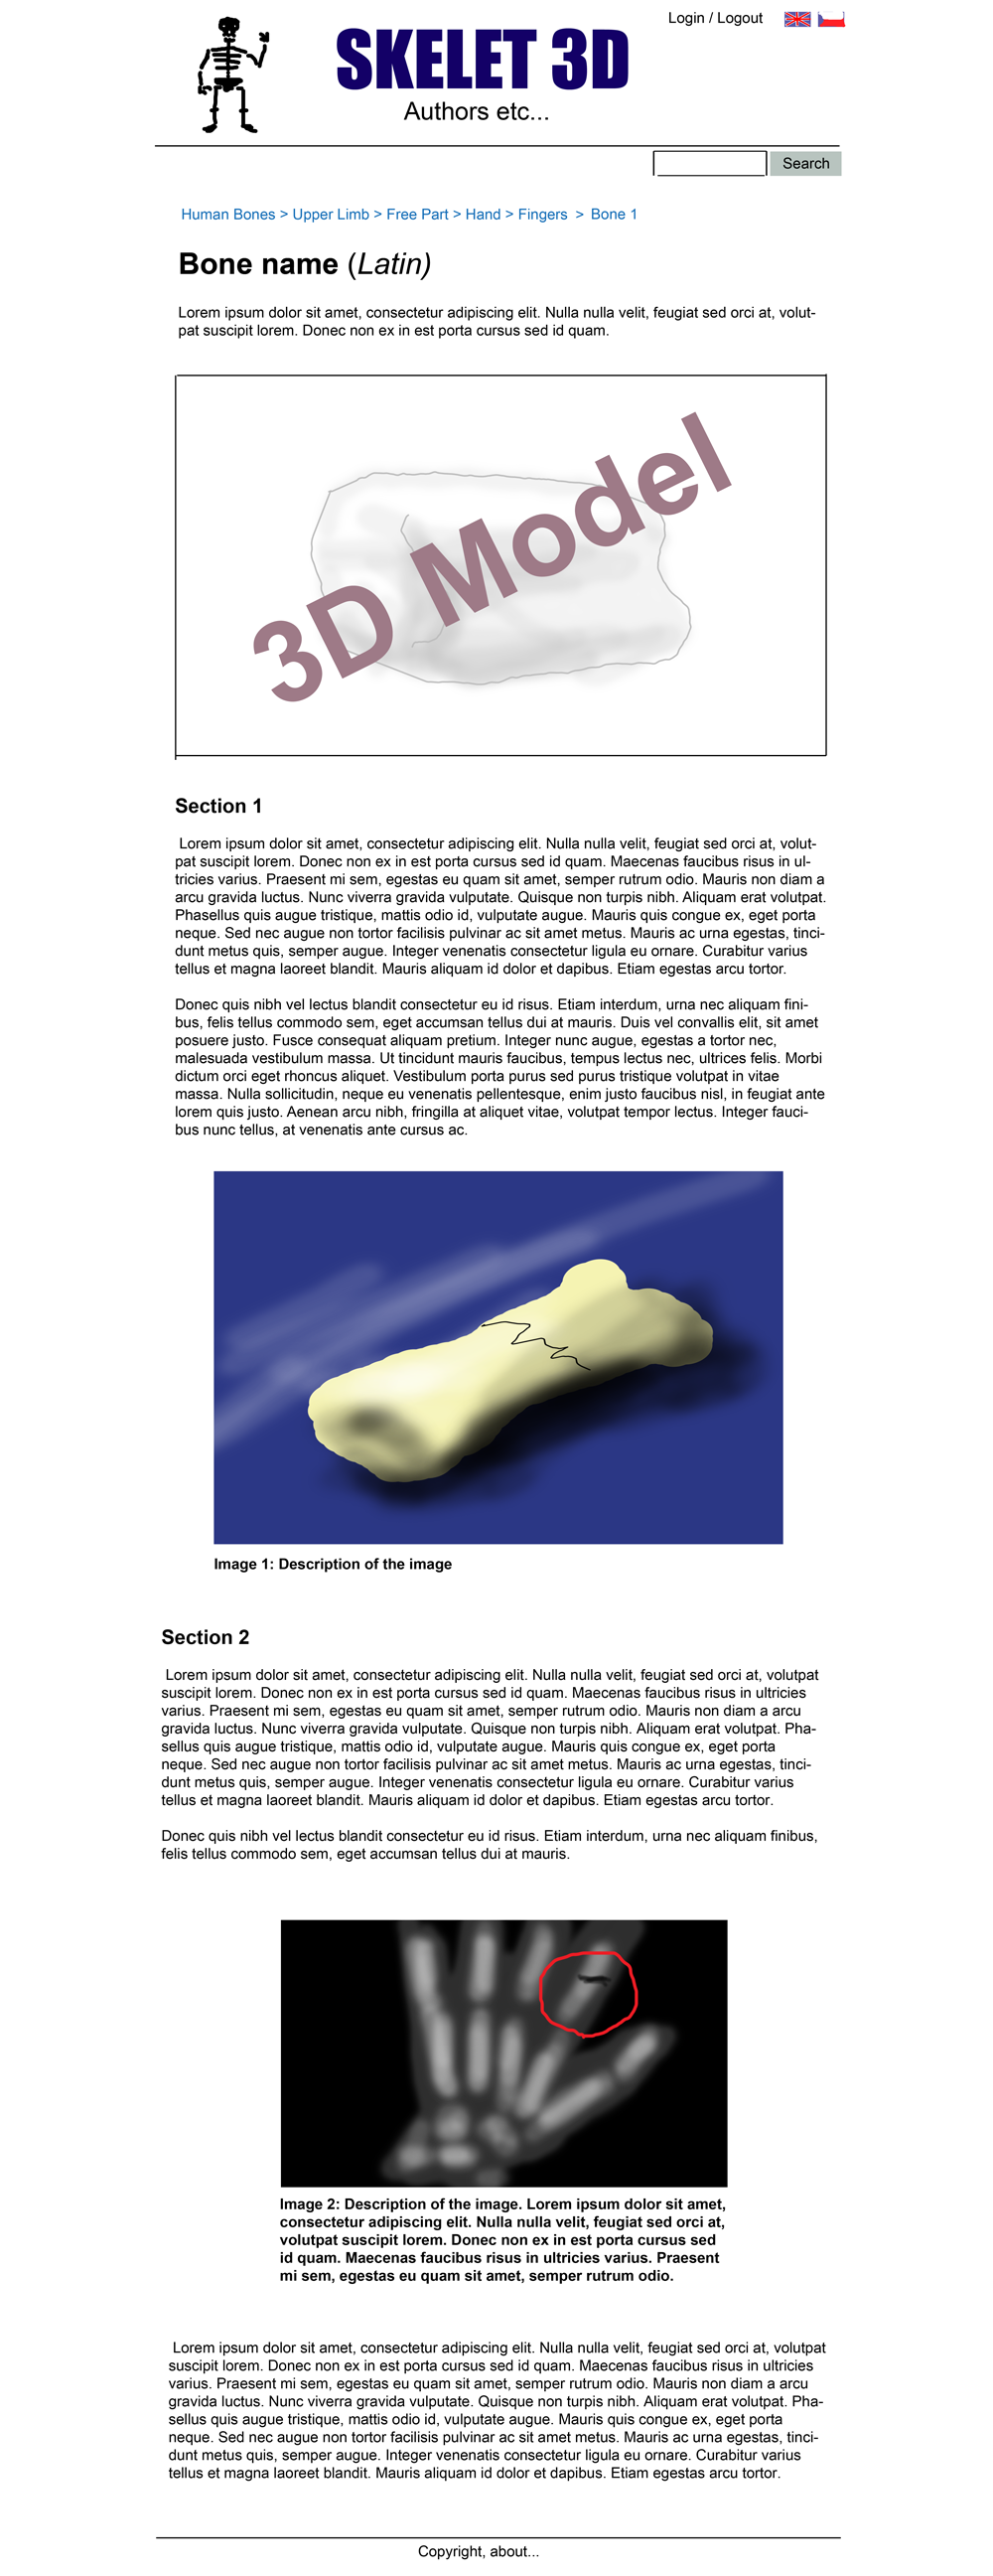 Login / Logout
SKELET 3D
Authors etc...
Search
Human Bones > Upper Limb > Free Part > Hand > Fingers > Bone 1
Bone name (Latin)
Lorem ipsum dolor sit amet, consectetur adipiscing elit. Nulla nulla velit, feugiat sed orci at, volut-
pat suscipit lorem. Donec non ex in est porta cursus sed id quam.
3D Model
Section 1
Lorem ipsum dolor sit amet, consectetur adipiscing elit. Nulla nulla velit, feugiat sed orci at, volut-
pat suscipit lorem. Donec non ex in est porta cursus sed id quam. Maecenas faucibus risus in ul-
tricies varius. Praesent mi sem, egestas eu quam sit amet, semper rutrum odio. Mauris non diam a
arcu gravida luctus. Nunc viverra gravida vulputate. Quisque non turpis nibh. Aliquam erat volutpat.
Phasellus quis augue tristique, mattis odio id, vulputate augue. Mauris quis congue ex, eget porta
neque. Sed nec augue non tortor facilisis pulvinar ac sit amet metus. Mauris ac urna egestas, tinci-
dunt metus quis, semper augue. Integer venenatis consectetur ligula eu ornare. Curabitur varius
tellus et magna laoreet blandit. Mauris aliquam id dolor et dapibus. Etiam egestas arcu tortor.
Donec quis nibh vel lectus blandit consectetur eu id risus. Etiam interdum, urna nec aliquam fini-
bus, felis tellus commodo sem, eget accumsan tellus dui at mauris. Duis vel convallis elit, sit amet
posuere justo. Fusce consequat aliquam pretium. Integer nunc augue, egestas a tortor nec,
malesuada vestibulum massa. Ut tincidunt mauris faucibus, tempus lectus nec, ultrices felis. Morbi
dictum orci eget rhoncus aliquet. Vestibulum porta purus sed purus tristique volutpat in vitae
massa. Nulla sollicitudin, neque eu venenatis pellentesque, enim justo faucibus nisl, in feugiat ante
lorem quis justo. Aenean arcu nibh, fringilla at aliquet vitae, volutpat tempor lectus. Integer fauci-
bus nunc tellus, at venenatis ante cursus ac.
Image 1: Description of the image
Section 2
Lorem ipsum dolor sit amet, consectetur adipiscing elit. Nulla nulla velit, feugiat sed orci at, volutpat
suscipit lorem. Donec non ex in est porta cursus sed id quam. Maecenas faucibus risus in ultricies
varius. Praesent mi sem, egestas eu quam sit amet, semper rutrum odio. Mauris non diam a arcu
gravida luctus. Nunc viverra gravida vulputate. Quisque non turpis nibh. Aliquam erat volutpat. Pha-
sellus quis augue tristique, mattis odio id, vulputate augue. Mauris quis congue ex, eget porta
neque. Sed nec augue non tortor facilisis pulvinar ac sit amet metus. Mauris ac urna egestas, tinci-
dunt metus quis, semper augue. Integer venenatis consectetur ligula eu ornare. Curabitur varius
tellus et magna laoreet blandit. Mauris aliquam id dolor et dapibus. Etiam egestas arcu tortor.
Donec quis nibh vel lectus blandit consectetur eu id risus. Etiam interdum, urna nec aliquam finibus,
felis tellus commodo sem, eget accumsan tellus dui at mauris.
Image 2: Description of the image. Lorem ipsum dolor sit amet,
consectetur adipiscing elit. Nulla nulla velit, feugiat sed orci at,
volutpat suscipit lorem. Donec non ex in est porta cursus sed
id quam. Maecenas faucibus risus in ultricies varius. Praesent
mi sem, egestas eu quam sit amet, semper rutrum odio.
Lorem ipsum dolor sit amet, consectetur adipiscing elit. Nulla nulla velit, feugiat sed orci at, volutpat
suscipit lorem. Donec non ex in est porta cursus sed id quam. Maecenas faucibus risus in ultricies
varius. Praesent mi sem, egestas eu quam sit amet, semper rutrum odio. Mauris non diam a arcu
gravida luctus. Nunc viverra gravida vulputate. Quisque non turpis nibh. Aliquam erat volutpat. Pha-
sellus quis augue tristique, mattis odio id, vulputate augue. Mauris quis congue ex, eget porta
neque. Sed nec augue non tortor facilisis pulvinar ac sit amet metus. Mauris ac urna egestas, tinci-
dunt metus quis, semper augue. Integer venenatis consectetur ligula eu ornare. Curabitur varius
tellus et magna laoreet blandit. Mauris aliquam id dolor et dapibus. Etiam egestas arcu tortor.
Copyright, about...